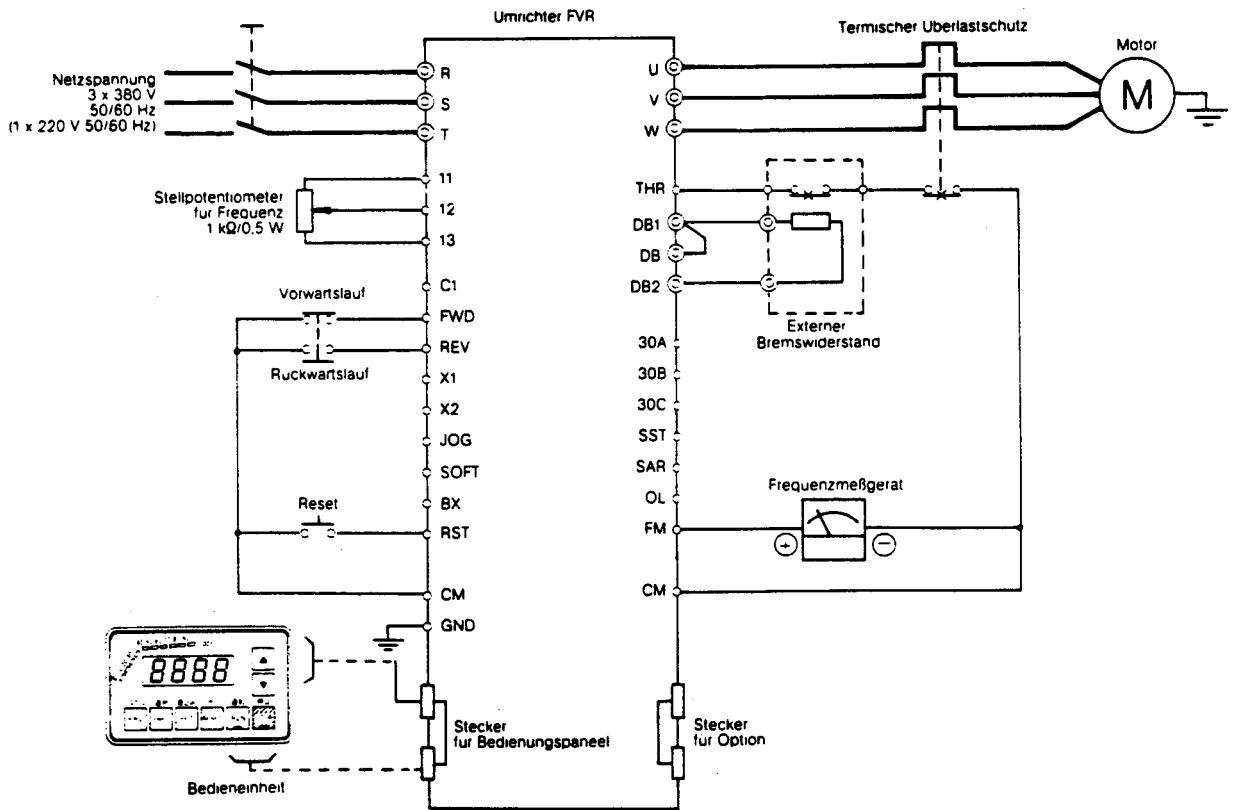 Umrichter FVR
Termischer Uberlastschutz
Motor
M
Netzspannung
3 x 380 V
50/60 Hz
(1 x 220 V 50/60 Hz)
R
S
T
U
V
W
Stellpotentiometer
fur Frequenz
1 kΩ/0,5 W
11
12
13
THR
DB1
DB
DB2
Externer
Bremswiderstand
C1
Vorwartslauf
FWD
REV
Ruckwartslauf
X1
X2
JOG
SOFT
BX
Reset
RST
CM
GND
30A
30B
30C
SST
SAR
OL
Frequenzmeßgerat
FM
+
−
CM
8888
Stecker
fur Bedienungspaneel
Stecker
fur Option
Bedieneinheit